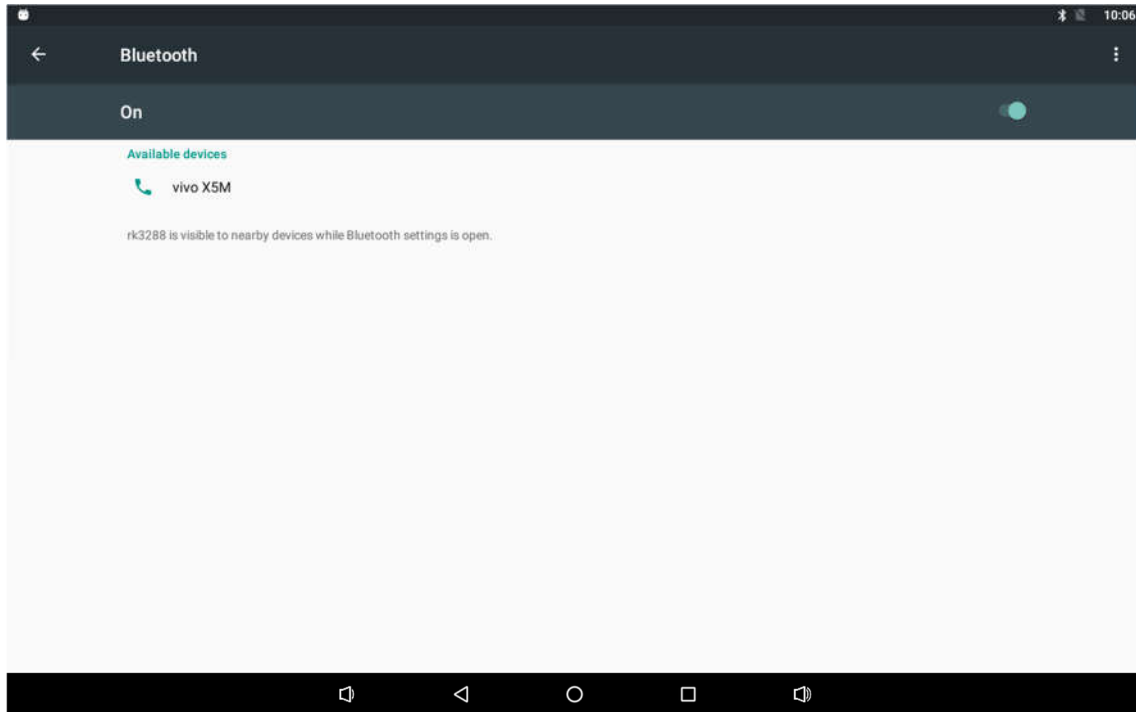 10:06
Bluetooth
On
Available devices
vivo X5M
rk3288 is visible to nearby devices while Bluetooth settings is open.